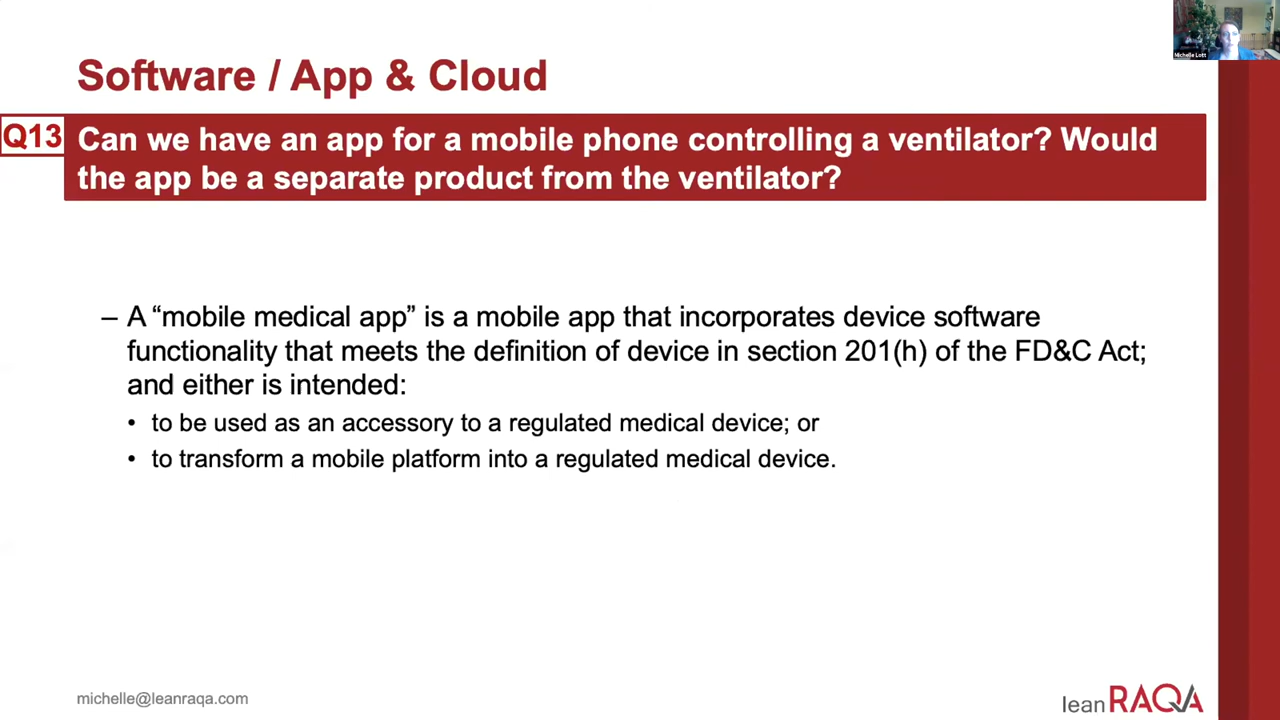 Michelle Lott
Software / App & Cloud
Q13
Can we have an app for a mobile phone controlling a ventilator? Would
the app be a separate product from the ventilator?
– A “mobile medical app” is a mobile app that incorporates device software
functionality that meets the definition of device in section 201(h) of the FD&C Act;
and either is intended:
• to be used as an accessory to a regulated medical device; or
• to transform a mobile platform into a regulated medical device.
michelle@leanraqa.com
leanRAQA